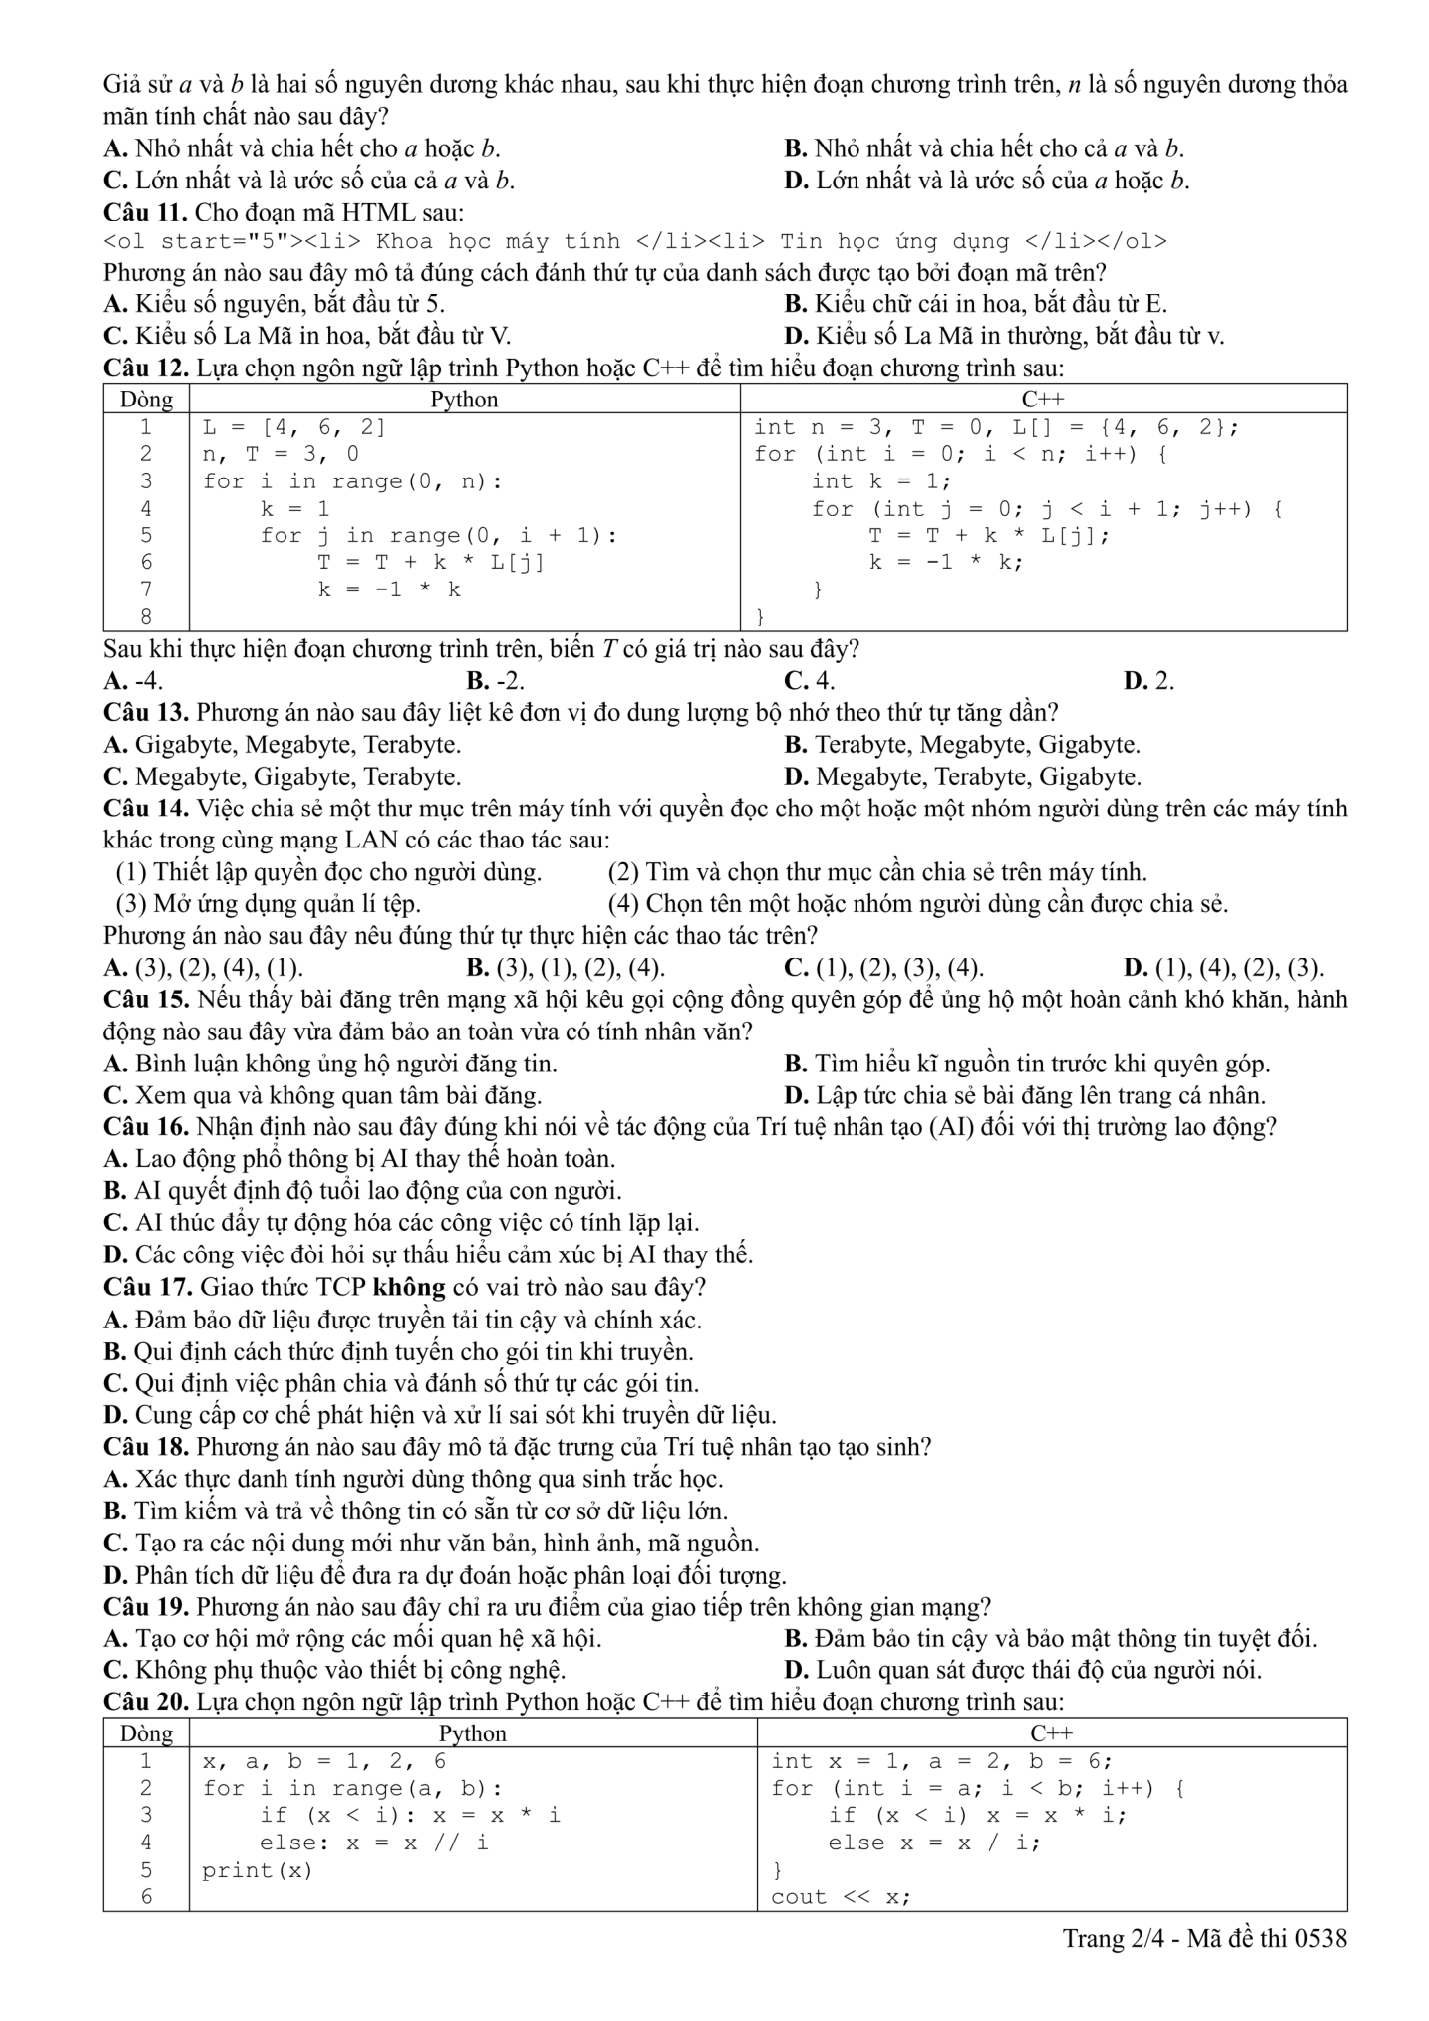 Giả sử a và b là hai số nguyên dương khác nhau, sau khi thực hiện đoạn chương trình trên, n là số nguyên dương thỏa
mãn tính chất nào sau đây?
A. Nhỏ nhất và chia hết cho a hoặc b. B. Nhỏ nhất và chia hết cho cả a và b.
C. Lớn nhất và là ước số của cả a và b. D. Lớn nhất và là ước số của a hoặc b.
Câu 11. Cho đoạn mã HTML sau:
<ol start="5"><li> Khoa học máy tính </li><li> Tin học ứng dụng </li></ol>
Phương án nào sau đây mô tả đúng cách đánh thứ tự của danh sách được tạo bởi đoạn mã trên?
A. Kiểu số nguyên, bắt đầu từ 5. B. Kiểu chữ cái in hoa, bắt đầu từ E.
C. Kiểu số La Mã in hoa, bắt đầu từ V. D. Kiểu số La Mã in thường, bắt đầu từ v.
Câu 12. Lựa chọn ngôn ngữ lập trình Python hoặc C++ để tìm hiểu đoạn chương trình sau:
Dòng Python C++
1 L = [4, 6, 2] int n = 3, T = 0, L[] = {4, 6, 2};
2 n, T = 3, 0 for (int i = 0; i < n; i++) {
3 for i in range(0, n): int k = 1;
4 k = 1 for (int j = 0; j < i + 1; j++) {
5 for j in range(0, i + 1): T = T + k * L[j];
6 T = T + k * L[j] k = -1 * k;
7 k = -1 * k }
8 }
Sau khi thực hiện đoạn chương trình trên, biến T có giá trị nào sau đây?
A. -4. B. -2. C. 4. D. 2.
Câu 13. Phương án nào sau đây liệt kê đơn vị đo dung lượng bộ nhớ theo thứ tự tăng dần?
A. Gigabyte, Megabyte, Terabyte. B. Terabyte, Megabyte, Gigabyte.
C. Megabyte, Gigabyte, Terabyte. D. Megabyte, Terabyte, Gigabyte.
Câu 14. Việc chia sẻ một thư mục trên máy tính với quyền đọc cho một hoặc một nhóm người dùng trên các máy tính
khác trong cùng mạng LAN có các thao tác sau:
(1) Thiết lập quyền đọc cho người dùng. (2) Tìm và chọn thư mục cần chia sẻ trên máy tính.
(3) Mở ứng dụng quản lí tệp. (4) Chọn tên một hoặc nhóm người dùng cần được chia sẻ.
Phương án nào sau đây nêu đúng thứ tự thực hiện các thao tác trên?
A. (3), (2), (4), (1). B. (3), (1), (2), (4). C. (1), (2), (3), (4). D. (1), (4), (2), (3).
Câu 15. Nếu thấy bài đăng trên mạng xã hội kêu gọi cộng đồng quyên góp để ủng hộ một hoàn cảnh khó khăn, hành
động nào sau đây vừa đảm bảo an toàn vừa có tính nhân văn?
A. Bình luận không ủng hộ người đăng tin. B. Tìm hiểu kĩ nguồn tin trước khi quyên góp.
C. Xem qua và không quan tâm bài đăng. D. Lập tức chia sẻ bài đăng lên trang cá nhân.
Câu 16. Nhận định nào sau đây đúng khi nói về tác động của Trí tuệ nhân tạo (AI) đối với thị trường lao động?
A. Lao động phổ thông bị AI thay thế hoàn toàn.
B. AI quyết định độ tuổi lao động của con người.
C. AI thúc đẩy tự động hóa các công việc có tính lặp lại.
D. Các công việc đòi hỏi sự thấu hiểu cảm xúc bị AI thay thế.
Câu 17. Giao thức TCP không có vai trò nào sau đây?
A. Đảm bảo dữ liệu được truyền tải tin cậy và chính xác.
B. Qui định cách thức định tuyến cho gói tin khi truyền.
C. Qui định việc phân chia và đánh số thứ tự các gói tin.
D. Cung cấp cơ chế phát hiện và xử lí sai sót khi truyền dữ liệu.
Câu 18. Phương án nào sau đây mô tả đặc trưng của Trí tuệ nhân tạo tạo sinh?
A. Xác thực danh tính người dùng thông qua sinh trắc học.
B. Tìm kiếm và trả về thông tin có sẵn từ cơ sở dữ liệu lớn.
C. Tạo ra các nội dung mới như văn bản, hình ảnh, mã nguồn.
D. Phân tích dữ liệu để đưa ra dự đoán hoặc phân loại đối tượng.
Câu 19. Phương án nào sau đây chỉ ra ưu điểm của giao tiếp trên không gian mạng?
A. Tạo cơ hội mở rộng các mối quan hệ xã hội. B. Đảm bảo tin cậy và bảo mật thông tin tuyệt đối.
C. Không phụ thuộc vào thiết bị công nghệ. D. Luôn quan sát được thái độ của người nói.
Câu 20. Lựa chọn ngôn ngữ lập trình Python hoặc C++ để tìm hiểu đoạn chương trình sau:
Dòng Python C++
1 x, a, b = 1, 2, 6 int x = 1, a = 2, b = 6;
2 for i in range(a, b): for (int i = a; i < b; i++) {
3 if (x < i): x = x * i if (x < i) x = x * i;
4 else: x = x // i else x = x / i;
5 print(x) }
6 cout << x;
Trang 2/4 - Mã đề thi 0538